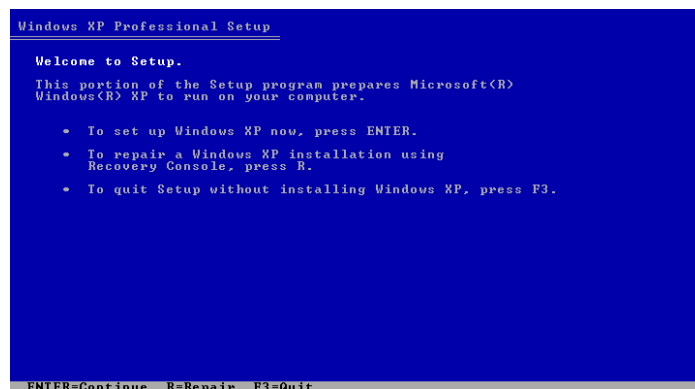 Windows XP Professional Setup
Welcome to Setup.
This portion of the Setup program prepares Microsoft(R)
Windows(R) XP to run on your computer.
• To set up Windows XP now, press ENTER.
• To repair a Windows XP installation using
Recovery Console, press R.
• To quit Setup without installing Windows XP, press F3.
ENTER=Continue R=Repair F3=Quit